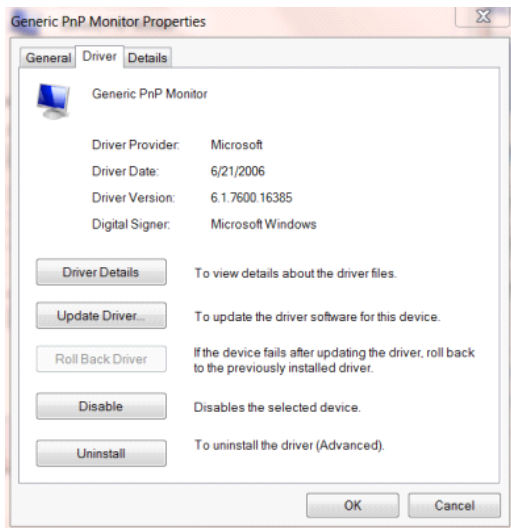 Generic PnP Monitor Properties
General Driver Details
Generic PnP Monitor
Driver Provider: Microsoft
Driver Date: 6/21/2006
Driver Version: 6.1.7600.16385
Digital Signer: Microsoft Windows
Driver Details To view details about the driver files.
Update Driver... To update the driver software for this device.
Roll Back Driver If the device fails after updating the driver, roll back
to the previously installed driver.
Disable Disables the selected device.
Uninstall To uninstall the driver (Advanced).
OK Cancel